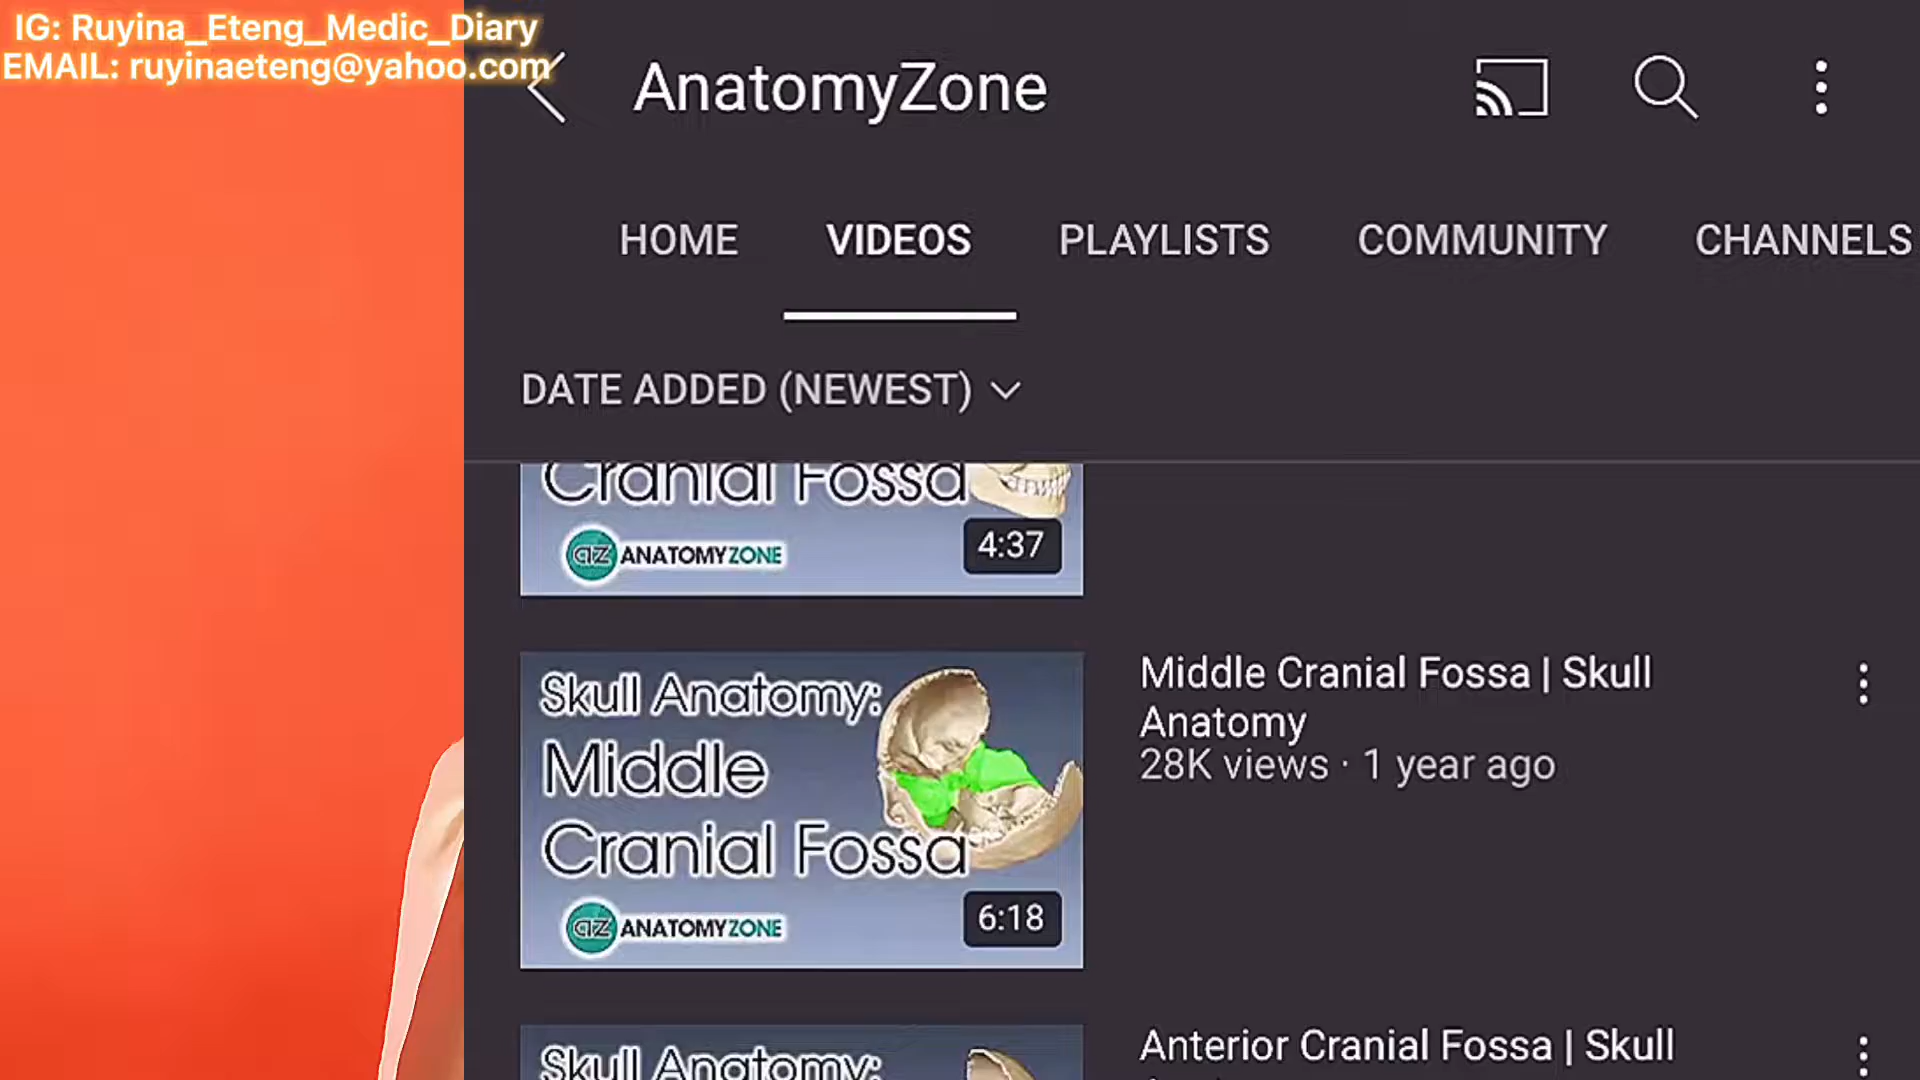 IG: Ruyina_Eteng_Medic_Diary
EMAIL: ruyinaeteng@yahoo.com
AnatomyZone
HOME VIDEOS PLAYLISTS COMMUNITY CHANNELS
DATE ADDED (NEWEST)
Cranial Fossa
az ANATOMYZONE
4:37
Skull Anatomy:
Middle
Cranial Fossa
az ANATOMYZONE
6:18
Middle Cranial Fossa | Skull
Anatomy
28K views · 1 year ago
Skull Anatomy:
Anterior Cranial Fossa | Skull